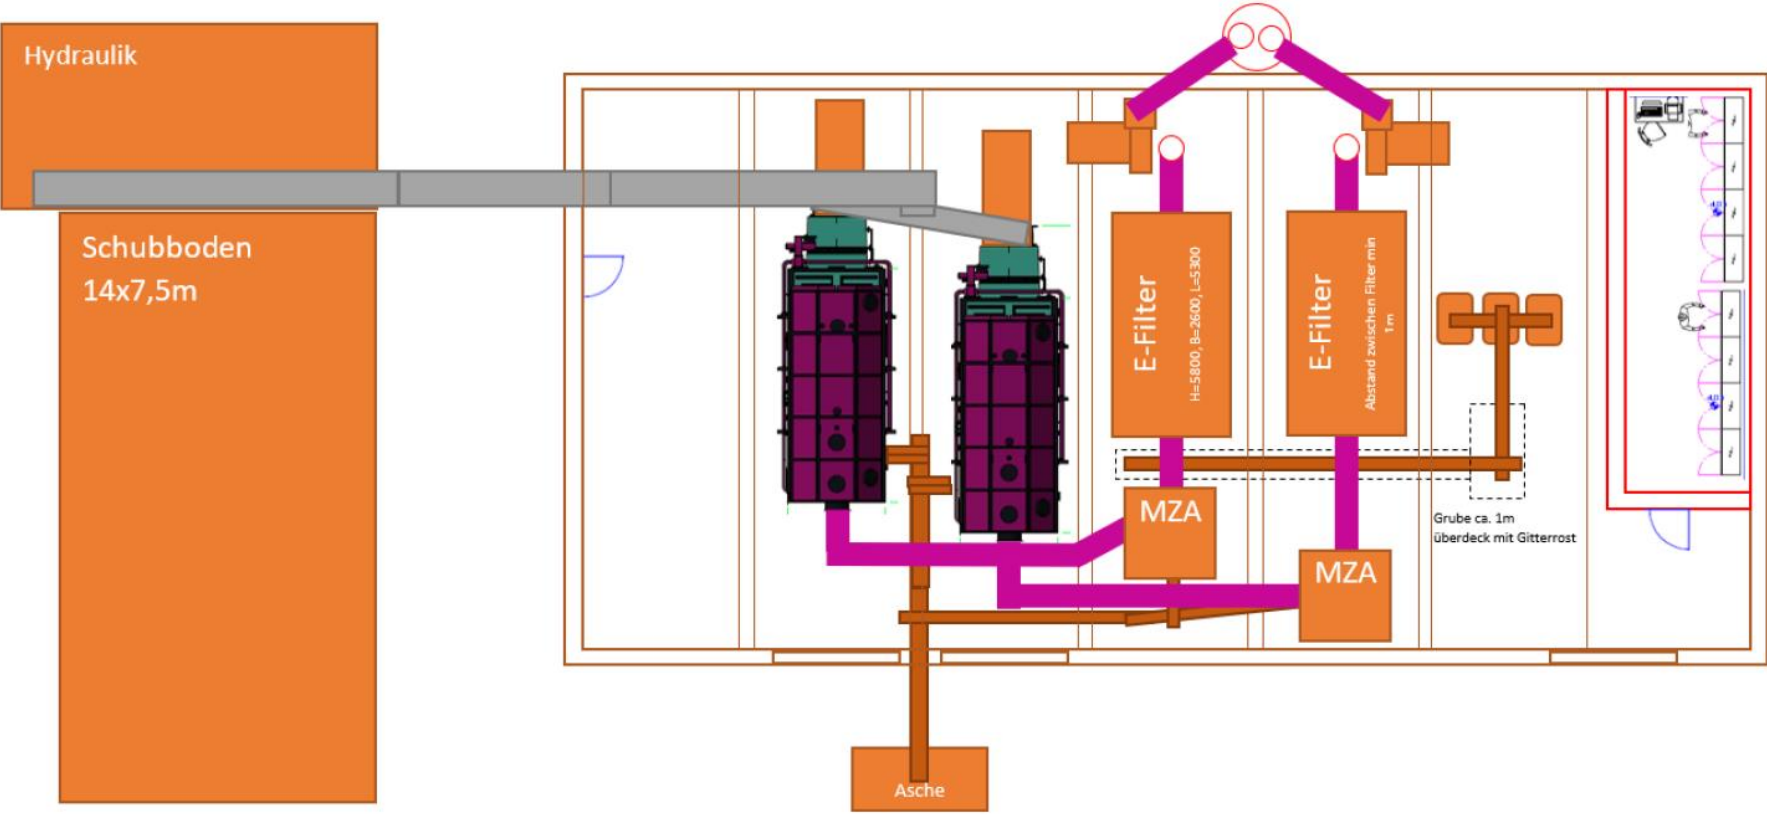 Hydraulik
Schubboden
14x7,5m
E-Filter
H=5800, B=2600, L=5300
E-Filter
Abstand zwischen Filter min
1m
MZA
MZA
Grube ca. 1m
überdeck mit Gitterrost
Asche